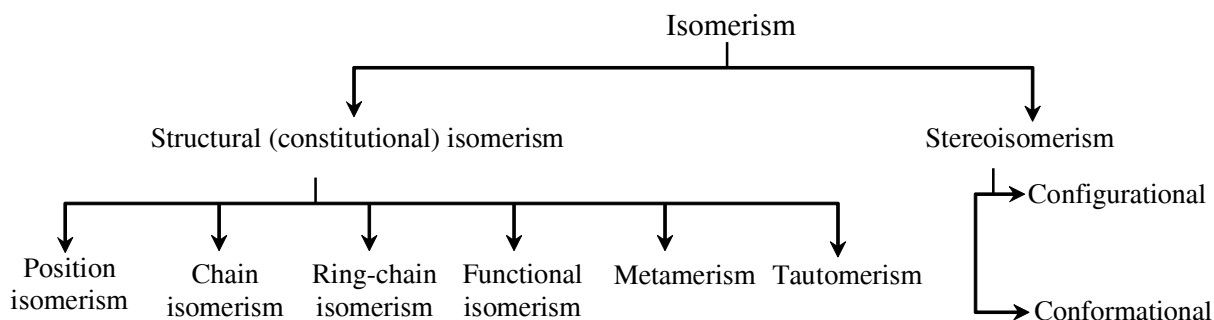 Isomerism
Structural (constitutional) isomerism
Stereoisomerism
Configurational
Position
isomerism
Chain
isomerism
Ring-chain
isomerism
Functional
isomerism
Metamerism
Tautomerism
Conformational